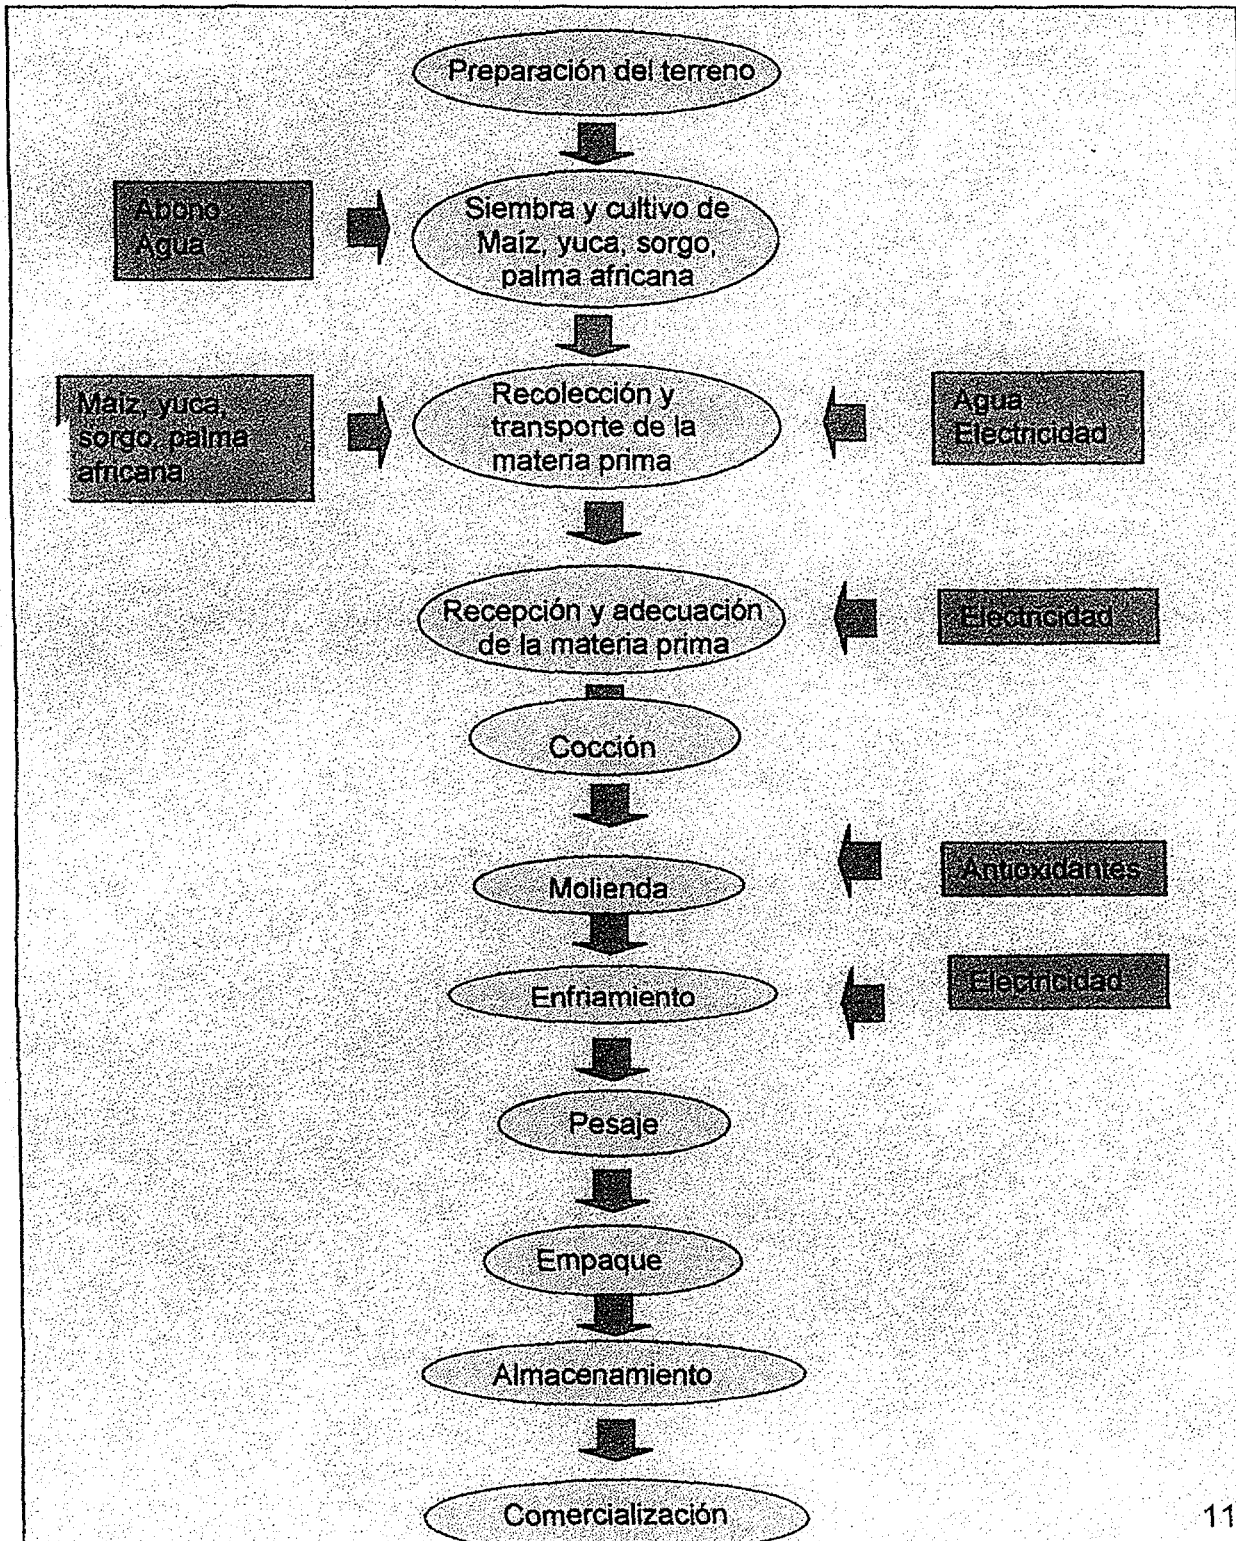 Preparación del terreno
Abono
Agua
Siembra y cultivo de
Maíz, yuca, sorgo,
palma africana
Maíz, yuca,
sorgo, palma
africana
Recolección y
transporte de la
materia prima
Agua
Electricidad
Recepción y adecuación
de la materia prima
Electricidad
Cocción
Molienda
Antioxidantes
Enfriamiento
Electricidad
Pesaje
Empaque
Almacenamiento
Comercialización
11